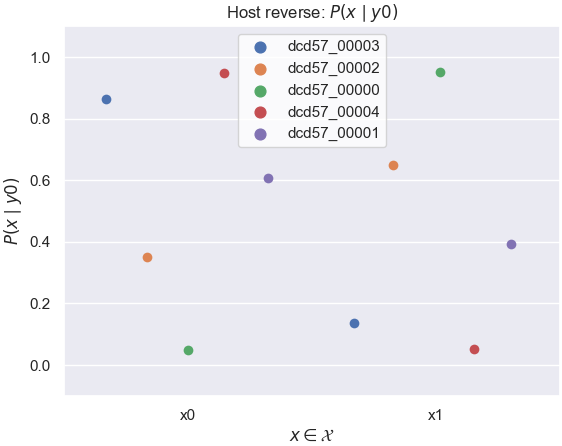 Host reverse: P(x | y0)
dcd57_00003
dcd57_00002
dcd57_00000
dcd57_00004
dcd57_00001
1.0
0.8
0.6
0.4
0.2
0.0
P(x | y0)
x0 x1
x ∈ 𝒳